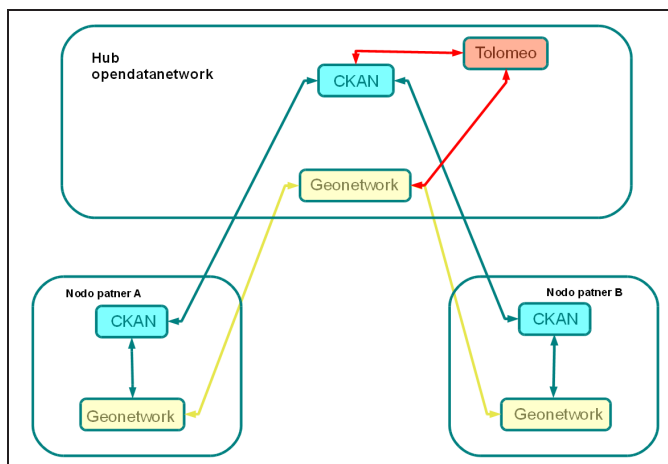 Hub
opendatanetwork
Tolomeo
CKAN
Geonetwork
Nodo patner A
CKAN
Geonetwork
Nodo patner B
CKAN
Geonetwork